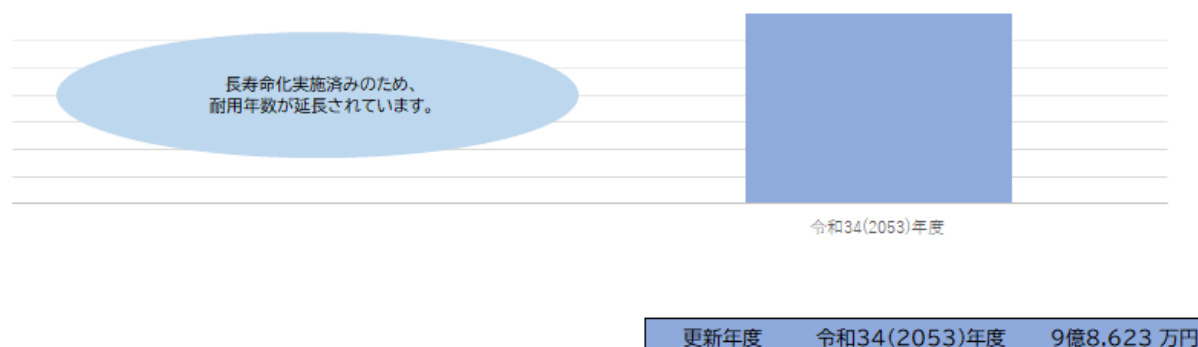 長寿命化実施済みのため、
耐用年数が延長されています。
令和34(2053)年度
更新年度 令和34(2053)年度 9億8,623 万円